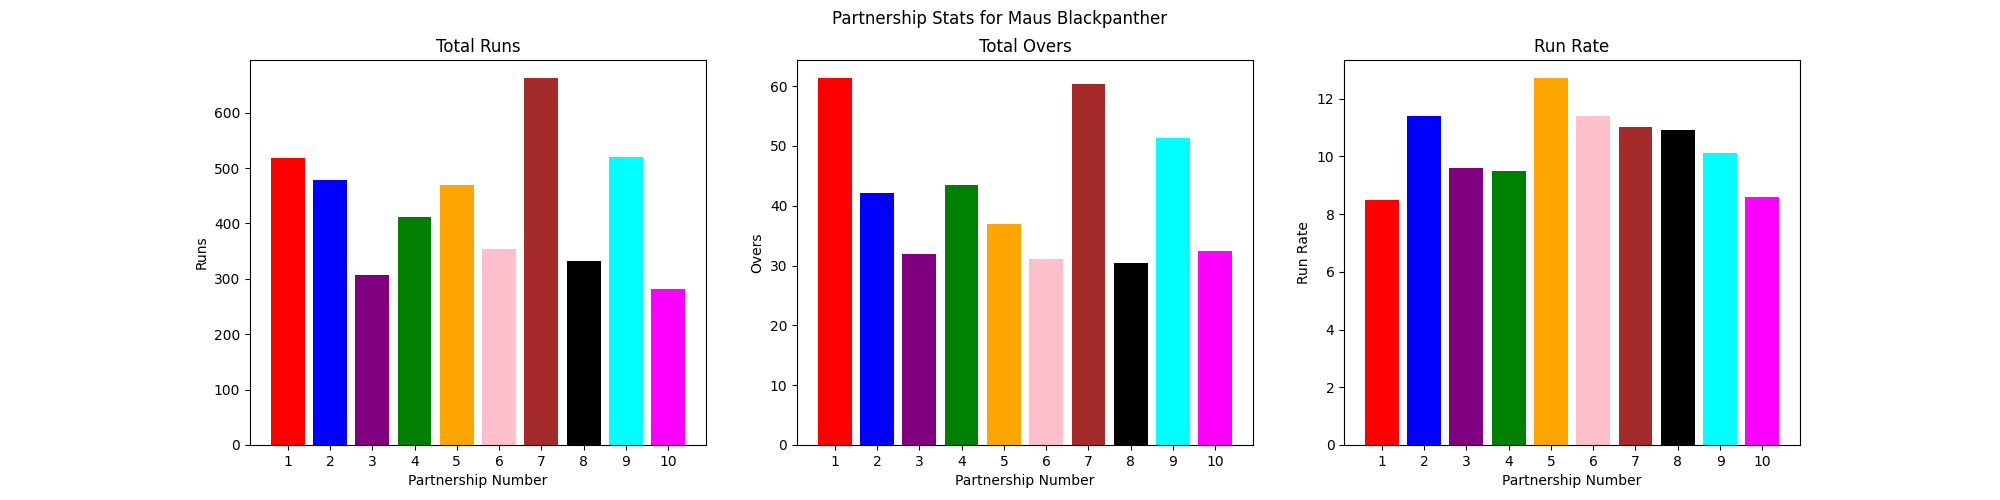 Partnership Stats for Maus Blackpanther
Total Runs
Runs
600
500
400
300
200
100
0
1 2 3 4 5 6 7 8 9 10
Partnership Number
Total Overs
Overs
60
50
40
30
20
10
0
1 2 3 4 5 6 7 8 9 10
Partnership Number
Run Rate
Run Rate
12
10
8
6
4
2
0
1 2 3 4 5 6 7 8 9 10
Partnership Number